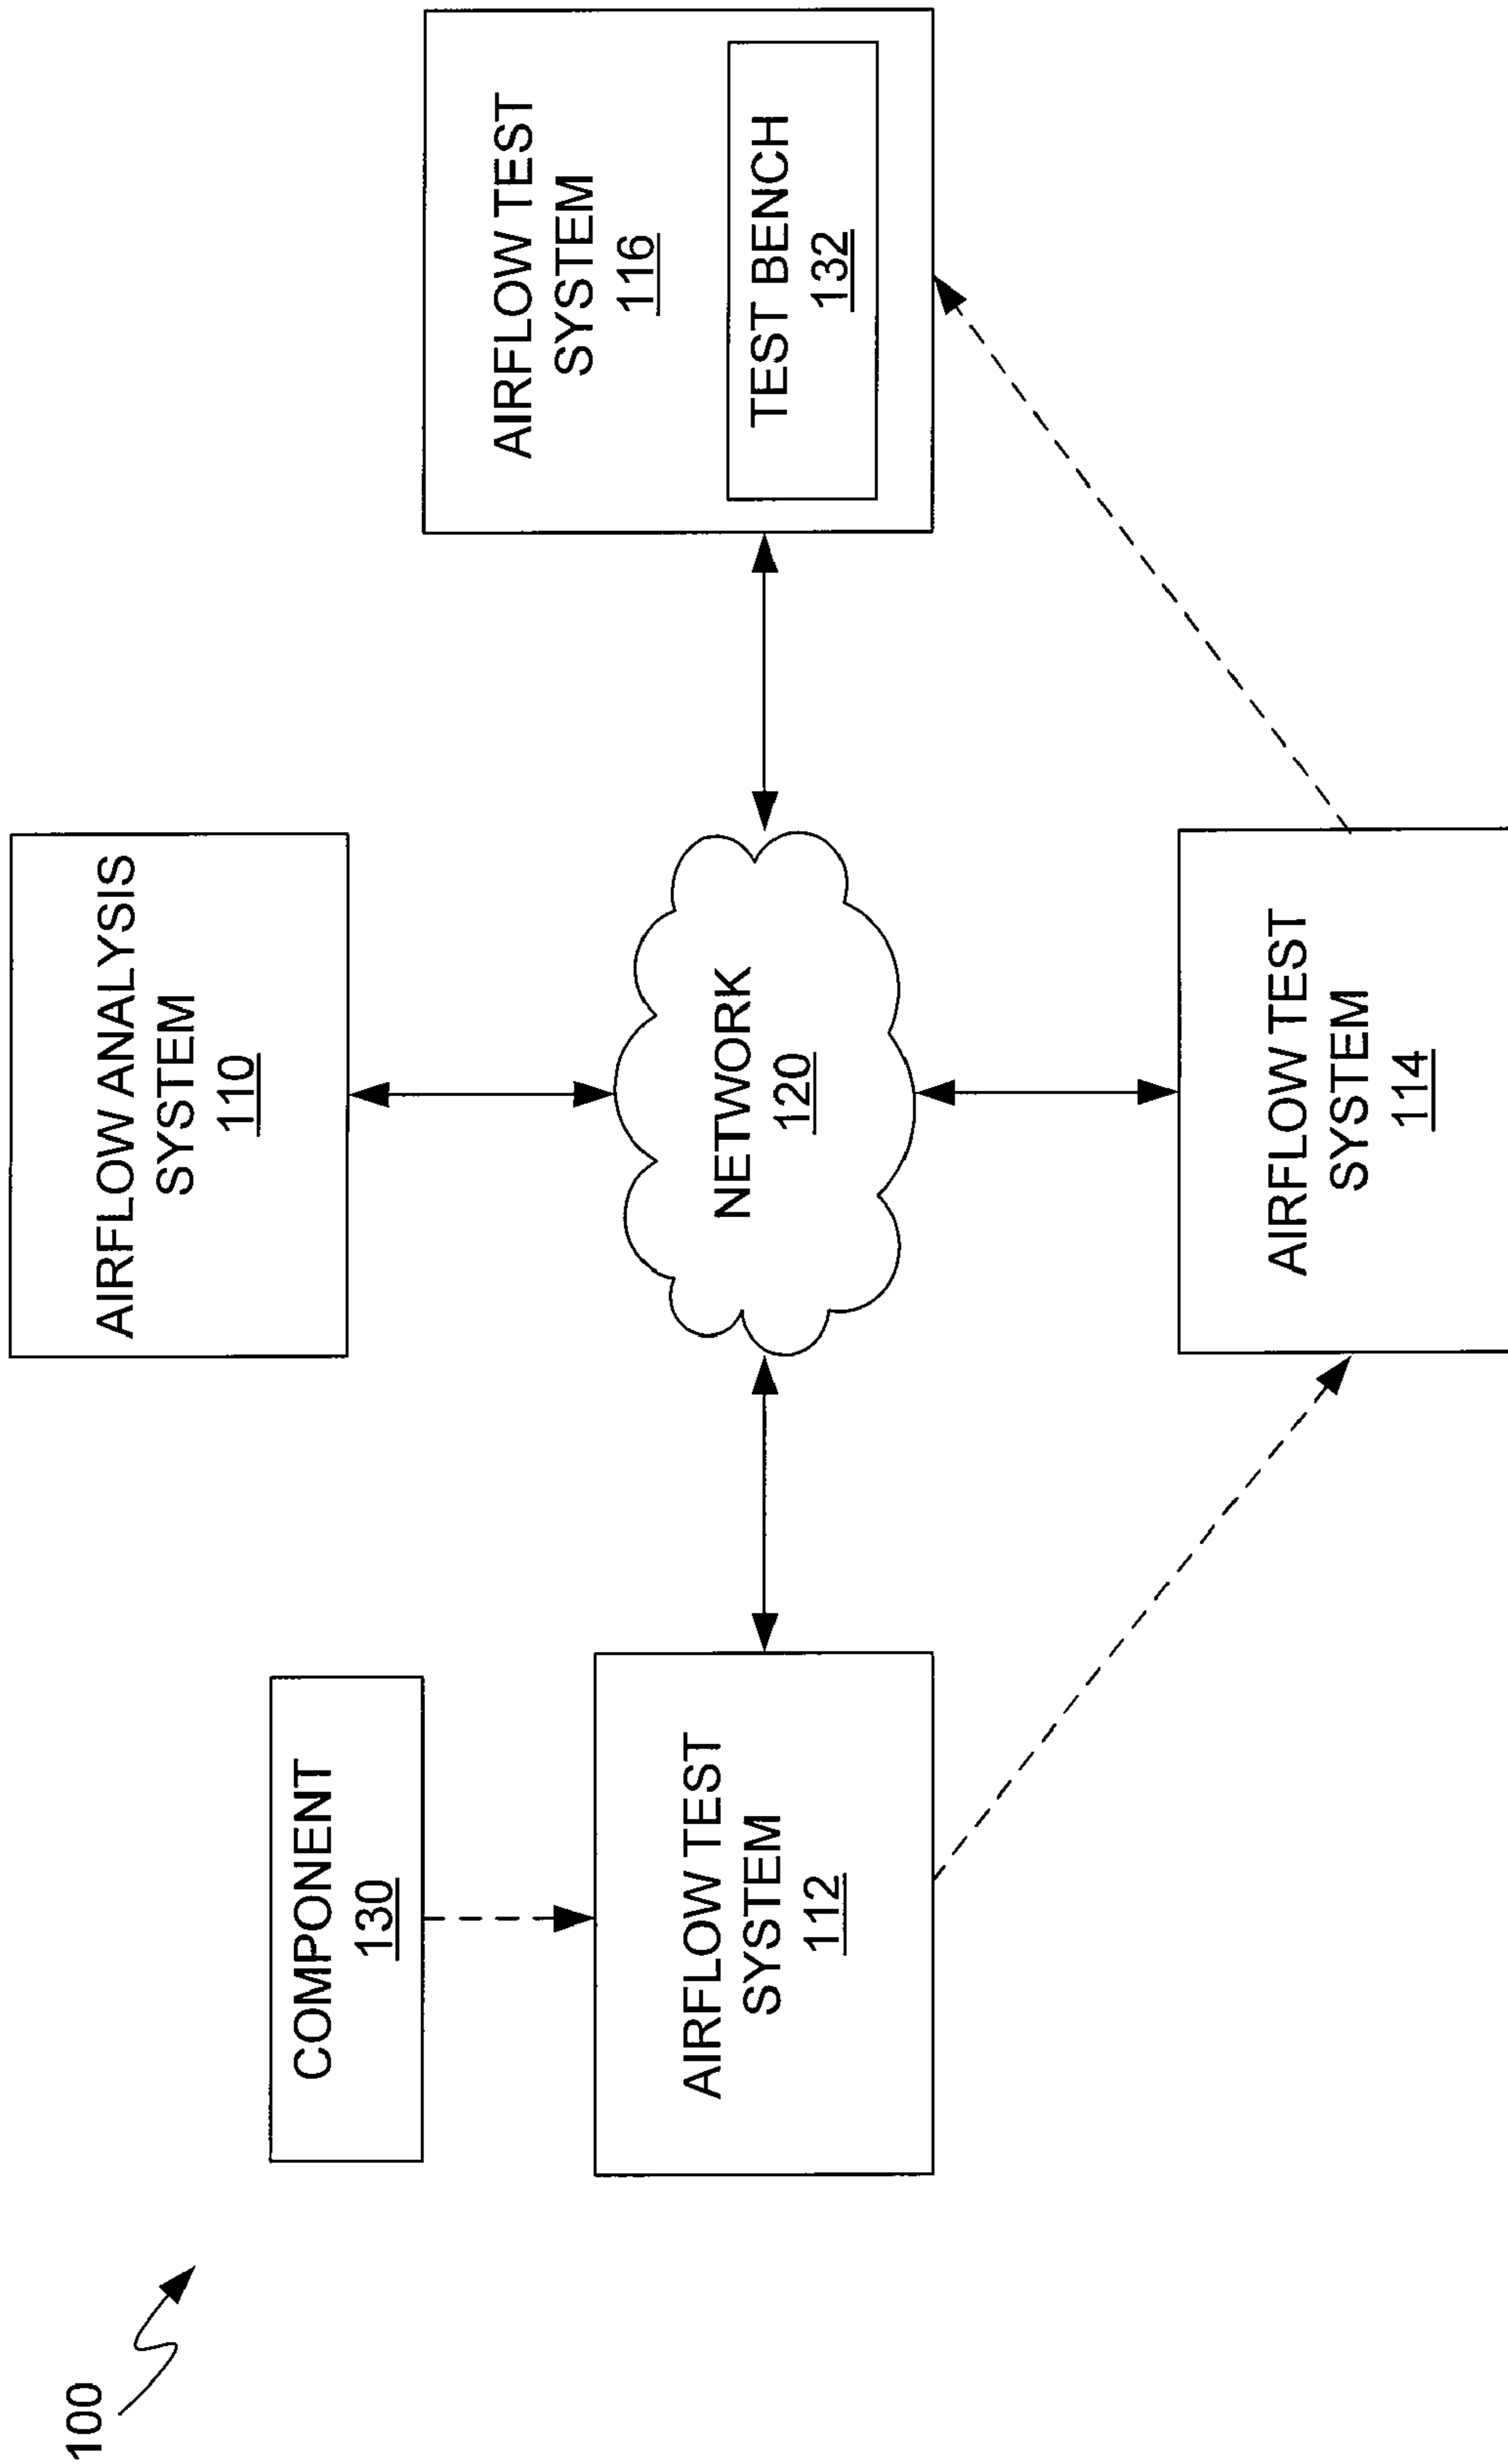 100
AIRFLOW ANALYSIS
SYSTEM
110
COMPONENT
130
AIRFLOW TEST
SYSTEM
112
NETWORK
120
AIRFLOW TEST
SYSTEM
116
TEST BENCH
132
AIRFLOW TEST
SYSTEM
114